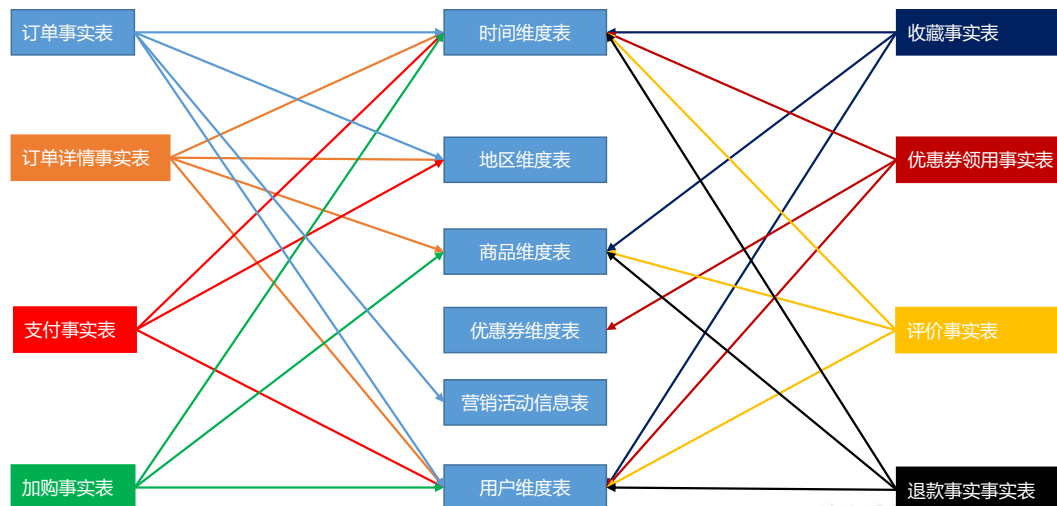 订单事实表
时间维度表
收藏事实表
订单详情事实表
地区维度表
优惠券领用事实表
商品维度表
支付事实表
优惠券维度表
评价事实表
营销活动信息表
加购事实表
用户维度表
退款事实事实表